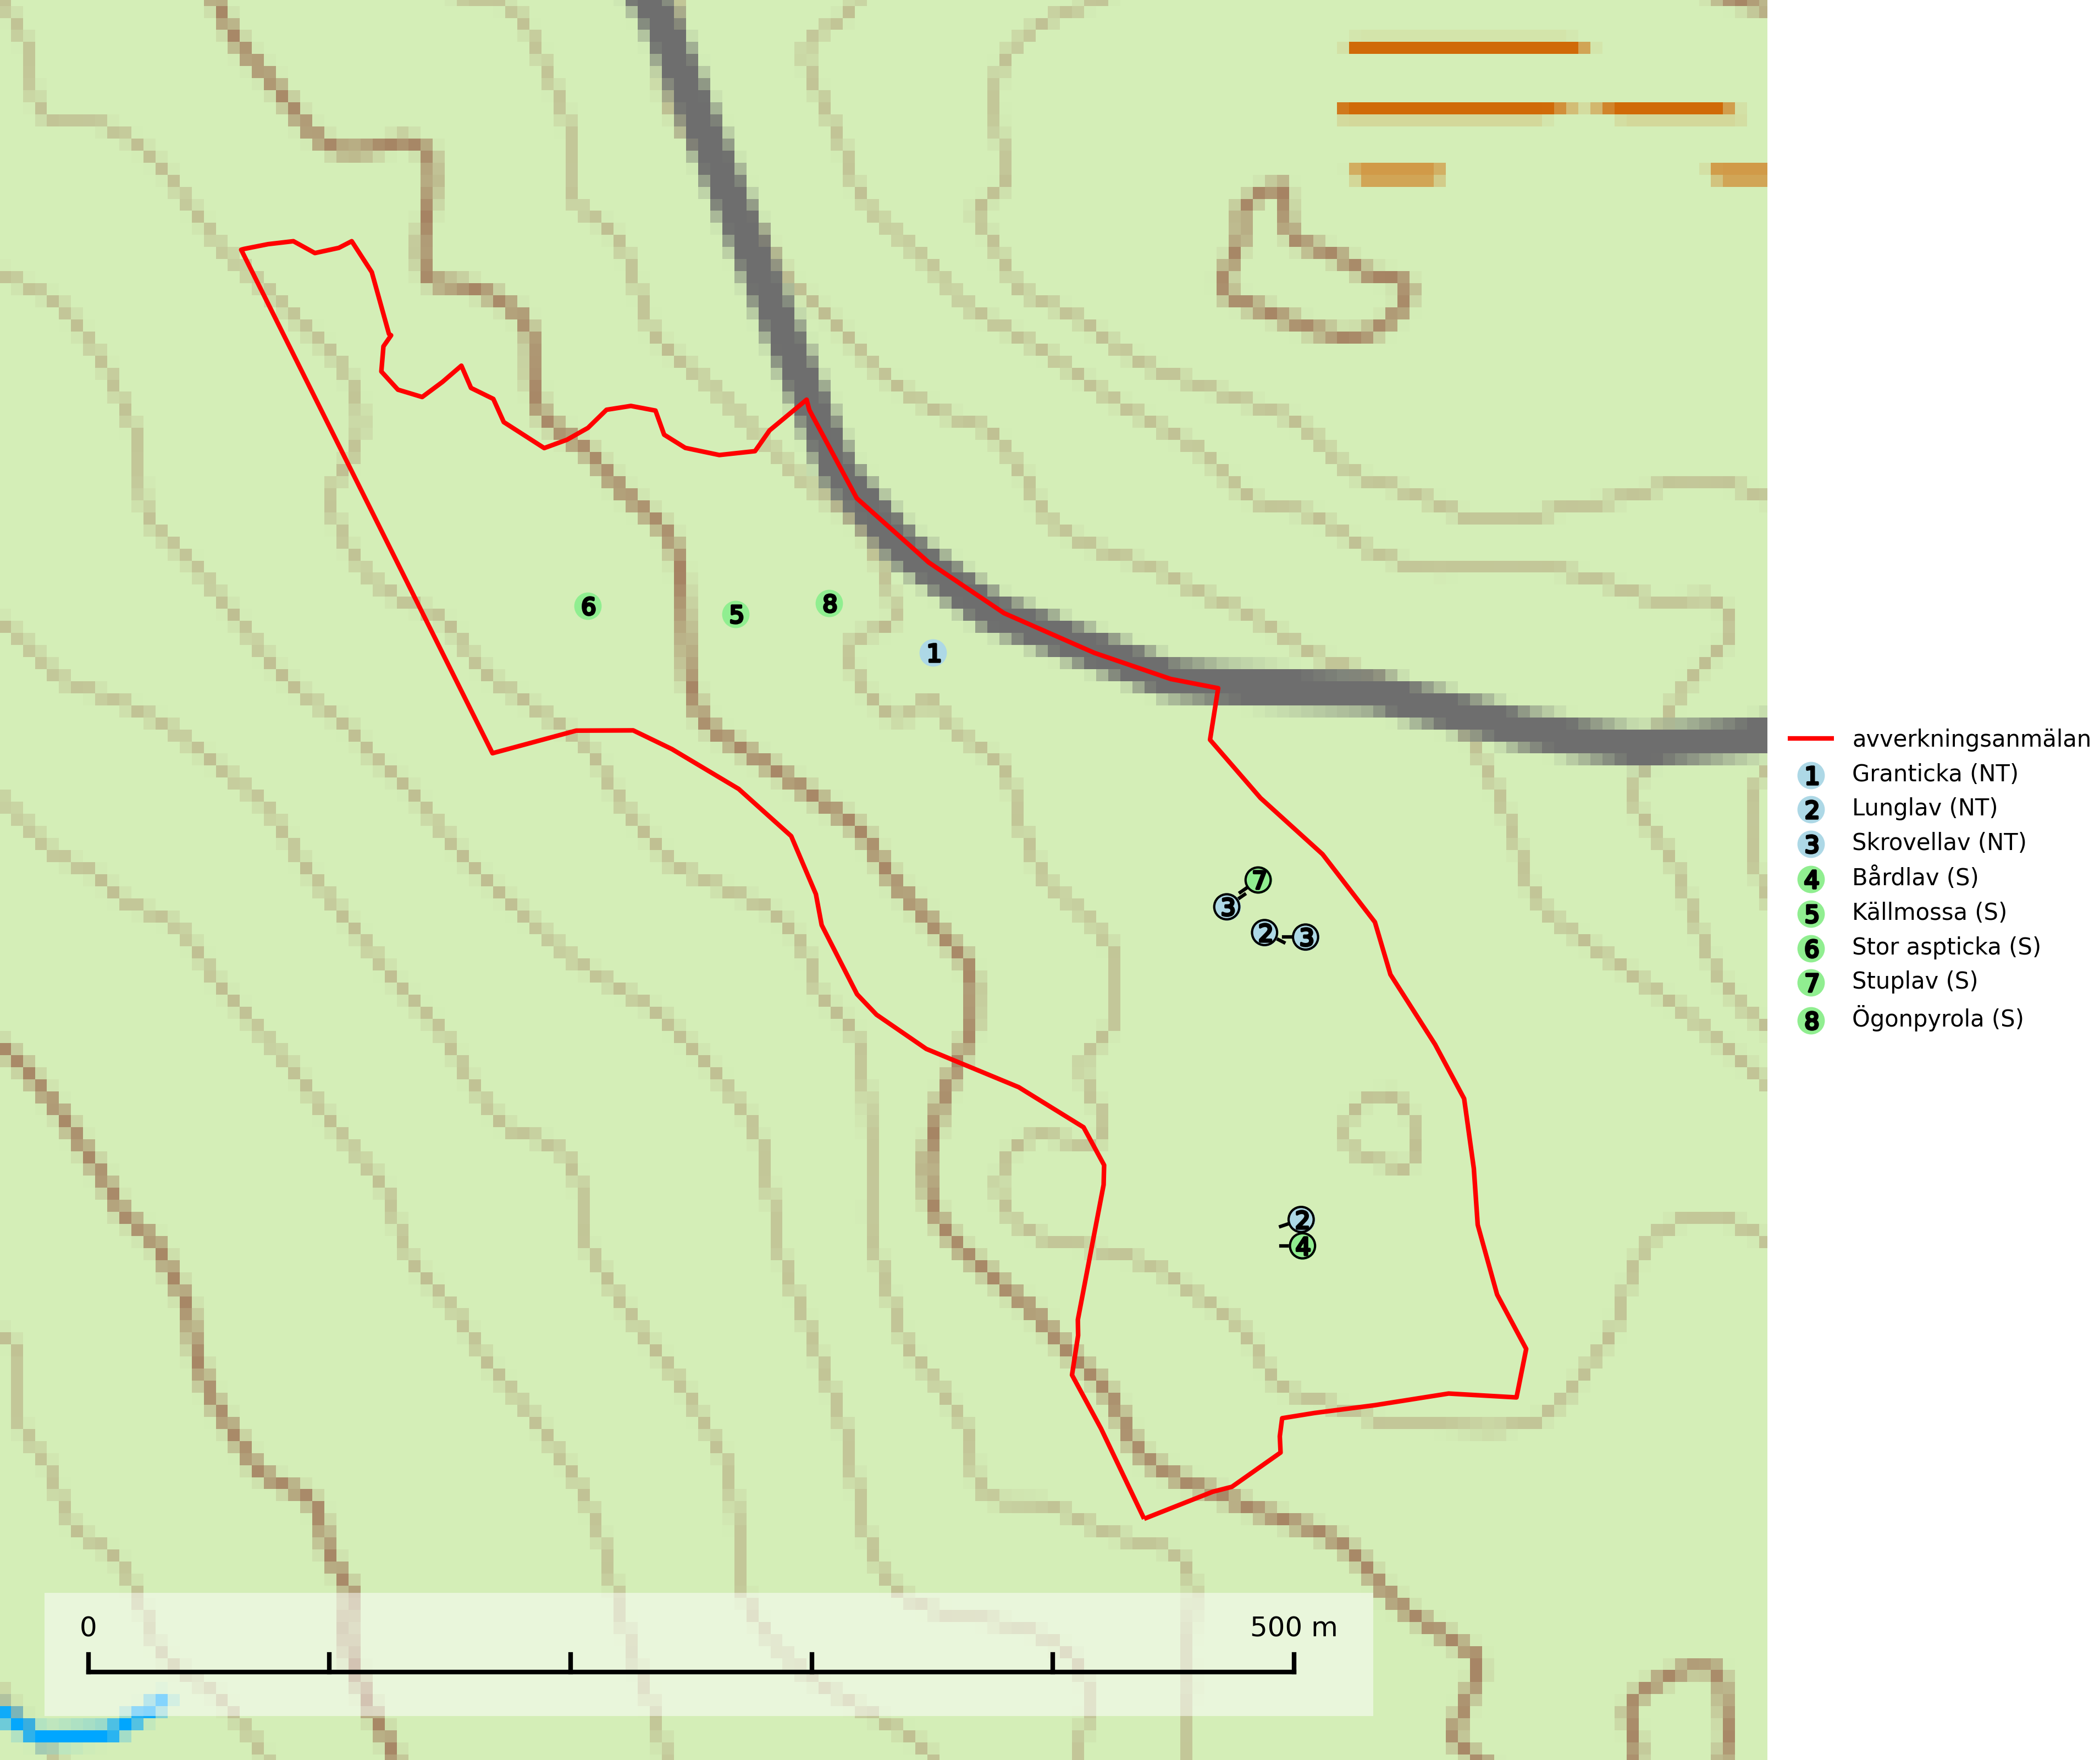 6
5
8
1
7
3
2
3
2
4
avverkningsanmälan
1 Granticka (NT)
2 Lunglav (NT)
3 Skrovellav (NT)
4 Bårdlav (S)
5 Källmossa (S)
6 Stor aspticka (S)
7 Stuplav (S)
8 Ögonpyrola (S)
0 500 m